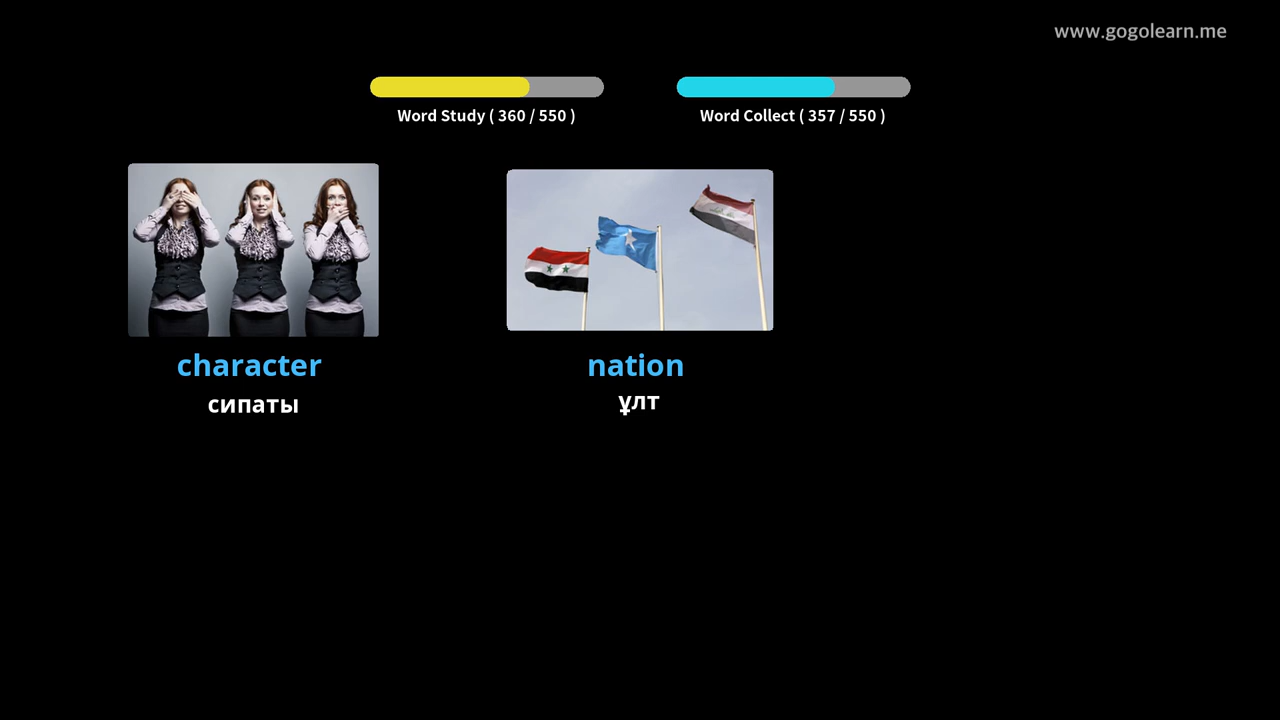 www.gogolearn.me
Word Study ( 360 / 550 )
Word Collect ( 357 / 550 )
character
сипаты
nation
ұлт